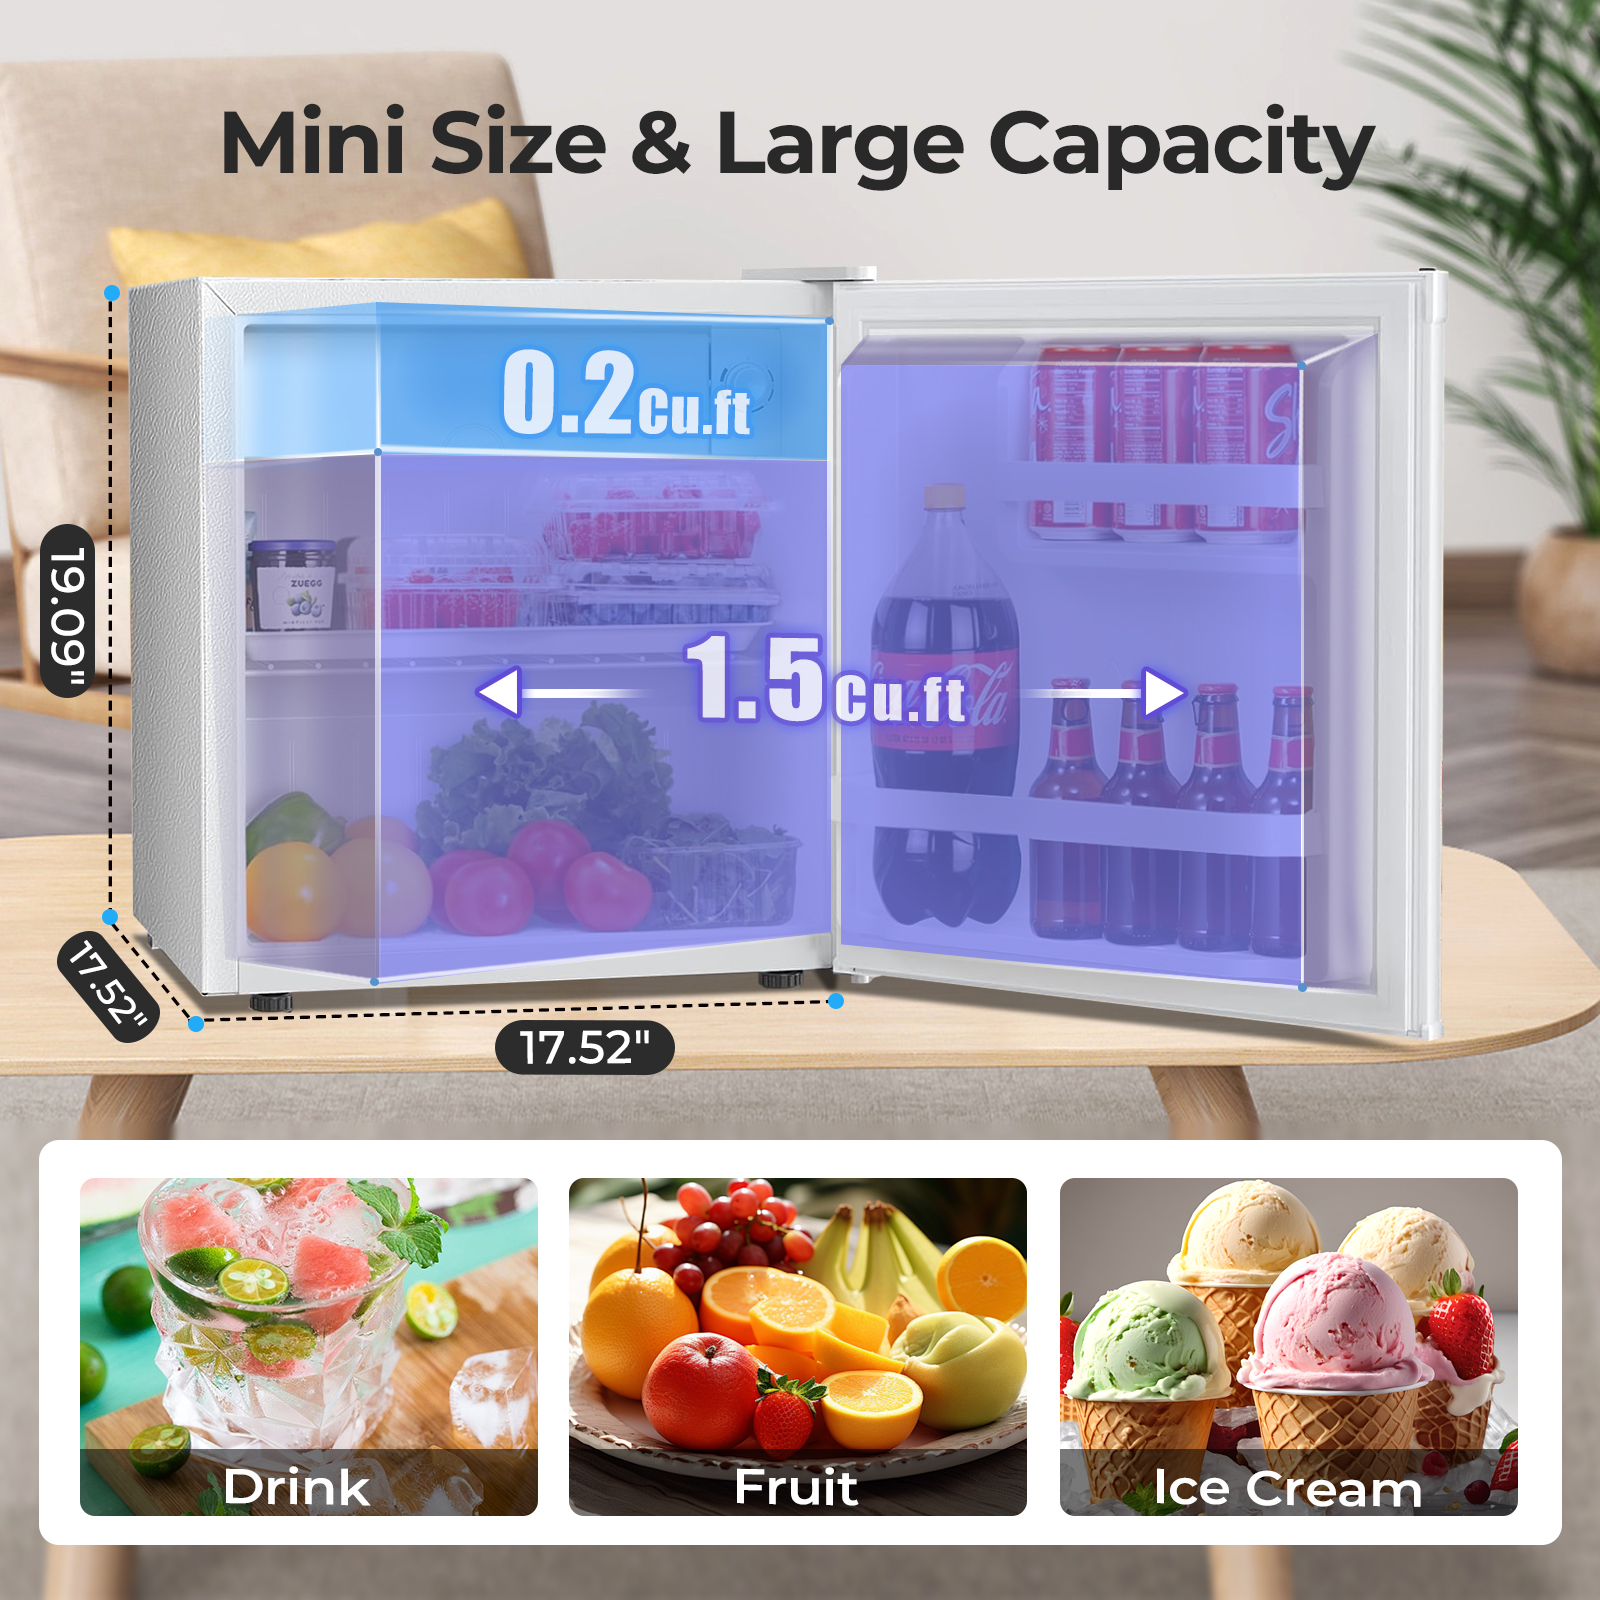 Mini Size & Large Capacity
0.2Cu.ft
ZUEGG
1.5Cu.ft
19.09"
17.52"
17.52"
Drink
Fruit
Ice Cream